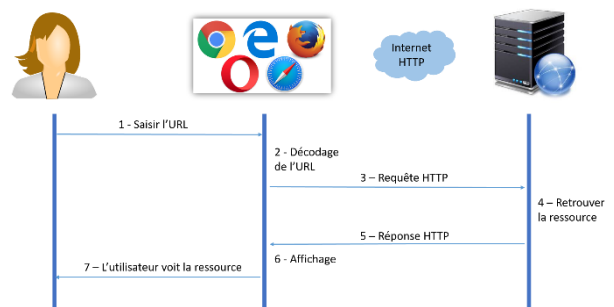 Internet
HTTP
1 - Saisir l'URL
2 - Décodage
de l'URL
3 – Requête HTTP
4 – Retrouver
la ressource
5 – Réponse HTTP
6 - Affichage
7 – L'utilisateur voit la ressource